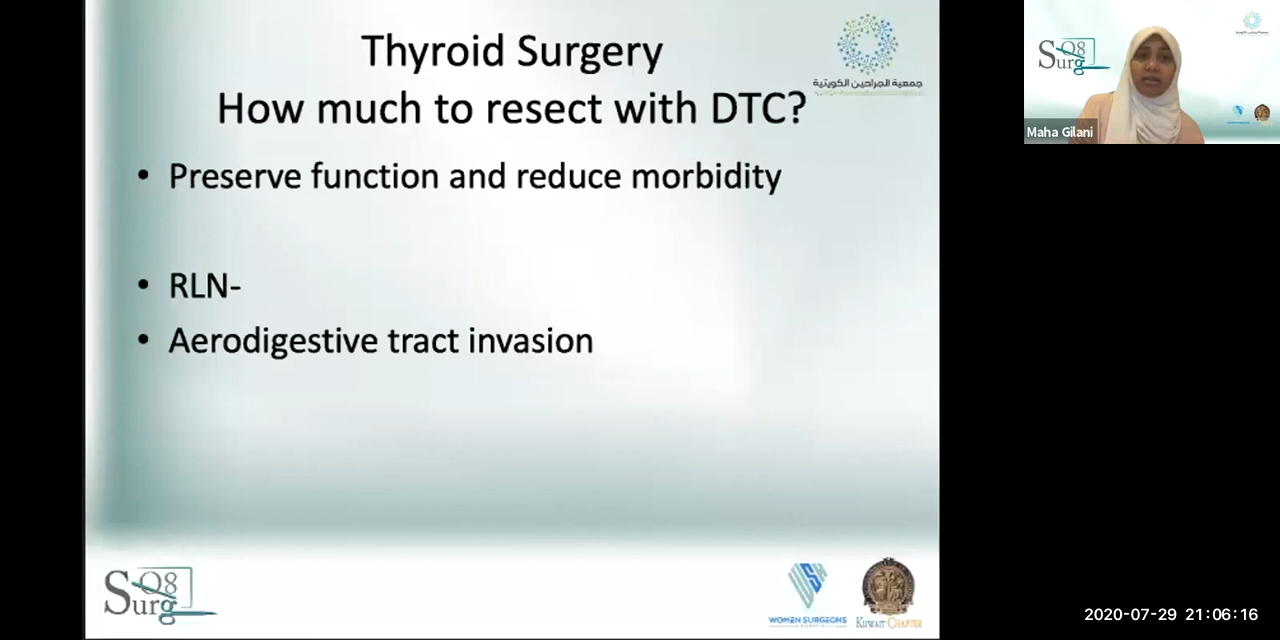 Thyroid Surgery
How much to resect with DTC?
جمعية الجراحين الكويتية
• Preserve function and reduce morbidity
• RLN-
• Aerodigestive tract invasion
SQ8
Surg
WOMEN SURGEONS
KUWAIT CHAPTER
Q8
Surg
Maha Gilani
2020-07-29 21:06:16